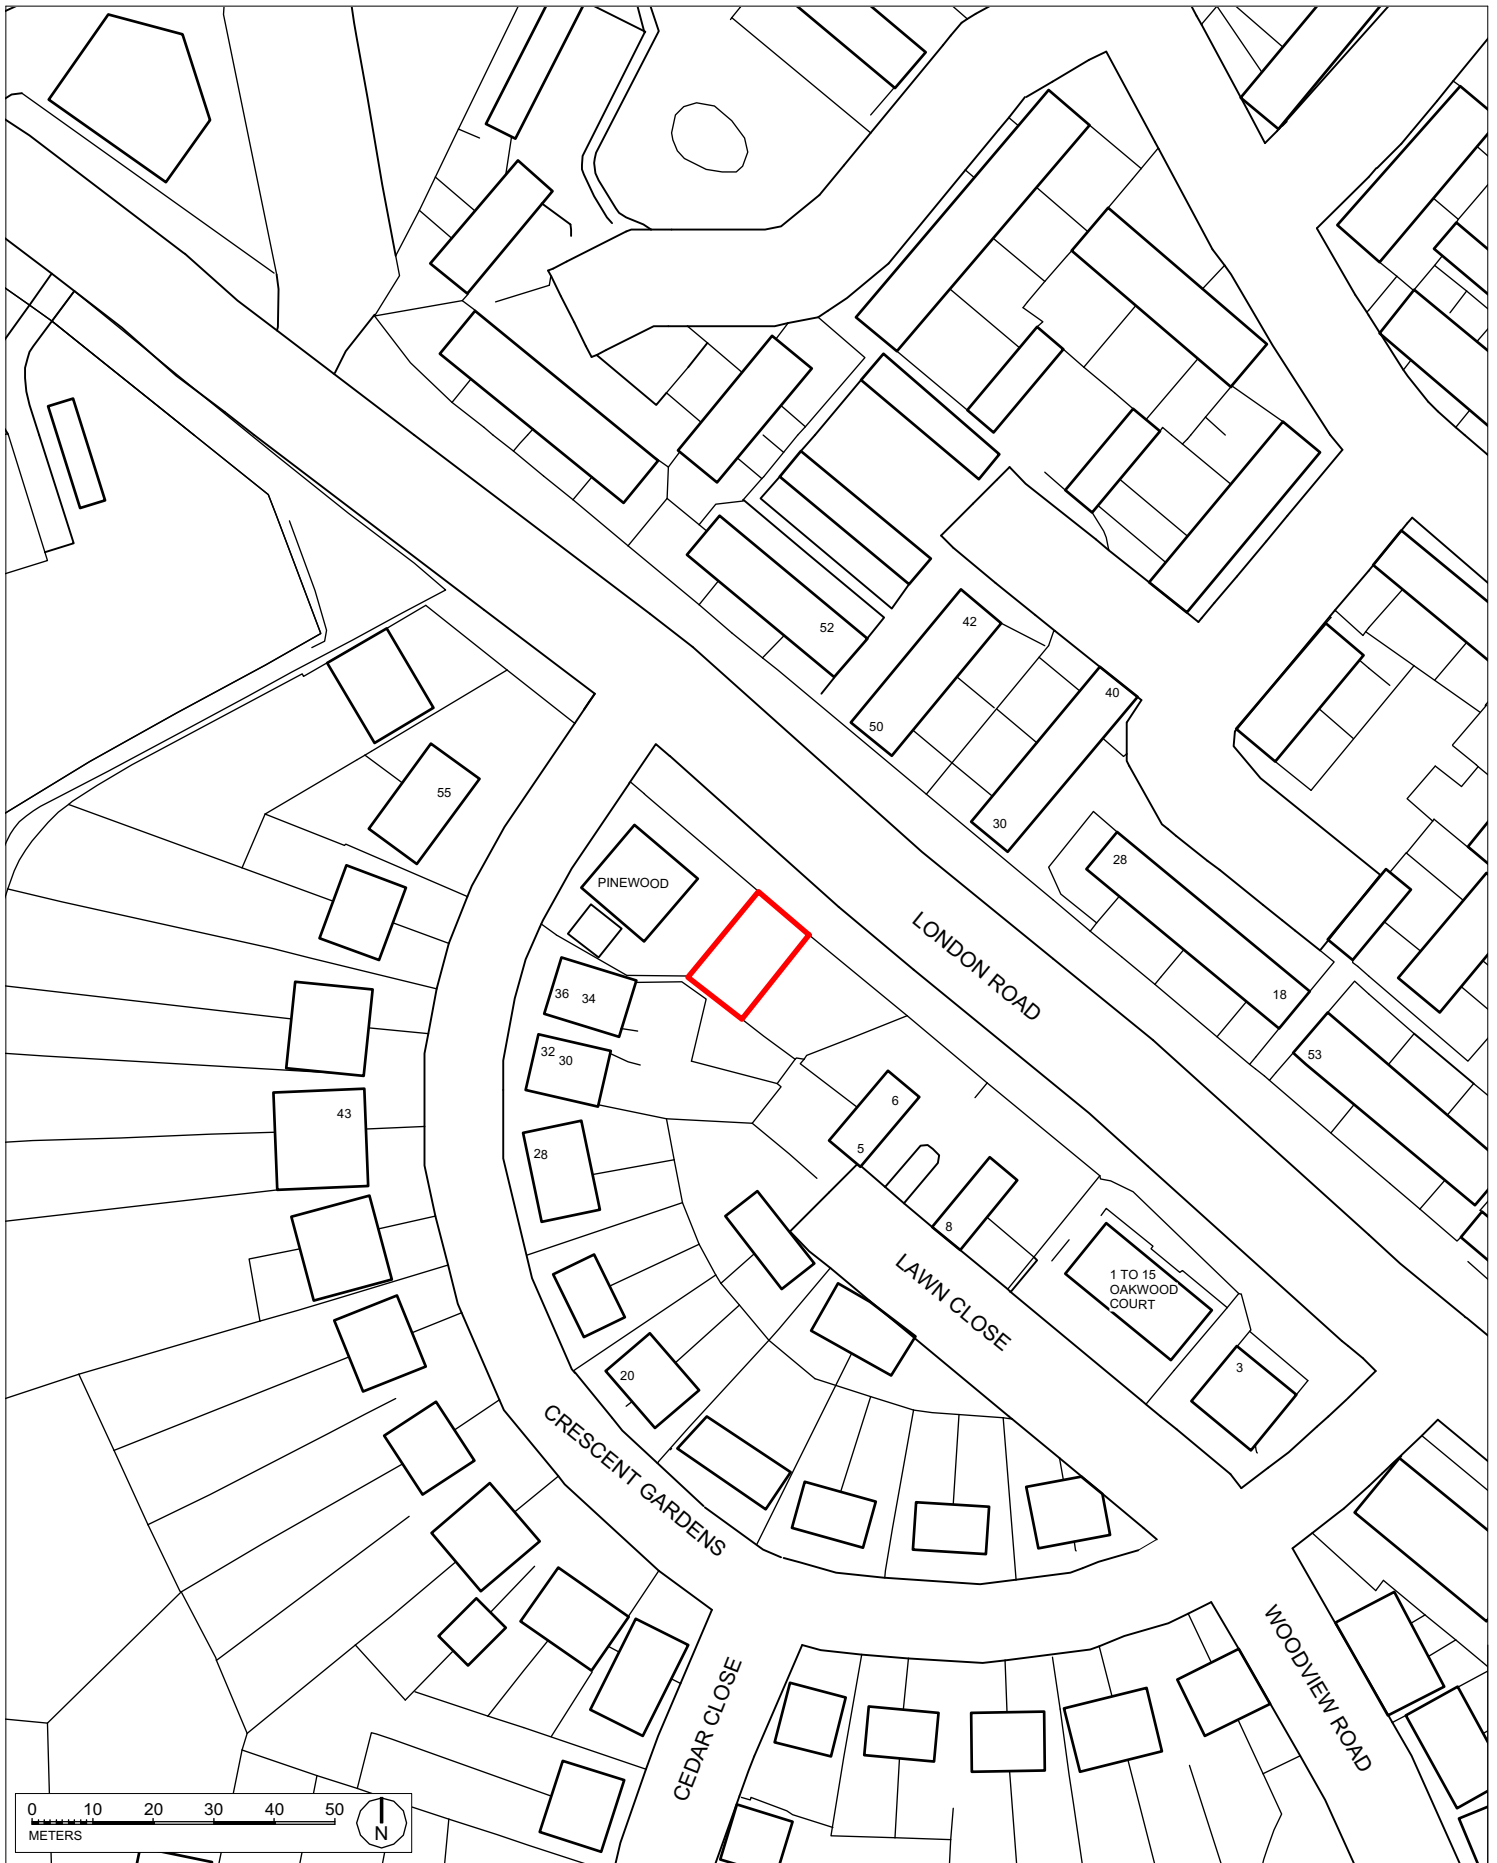 52
42
50
40
30
28
18
53
55
PINEWOOD
LONDON ROAD
36 34
32 30
43
28
6
5
8
LAWN CLOSE
1 TO 15
OAKWOOD
COURT
3
20
CRESCENT GARDENS
CEDAR CLOSE
WOODVIEW ROAD
0 10 20 30 40 50
METERS
N